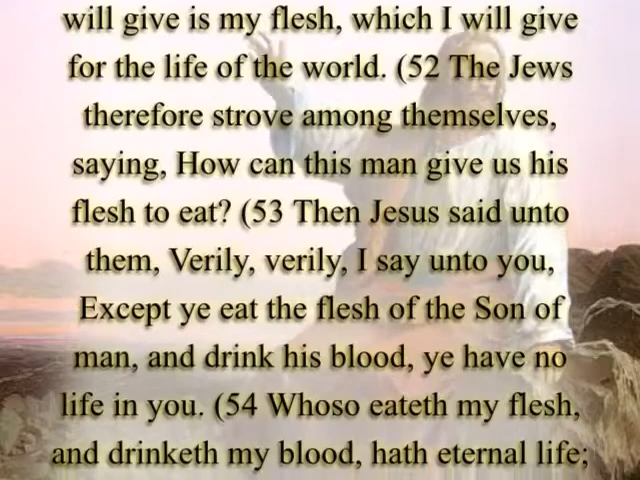 will give is my flesh, which I will give
for the life of the world. (52 The Jews
therefore strove among themselves,
saying, How can this man give us his
flesh to eat? (53 Then Jesus said unto
them, Verily, verily, I say unto you,
Except ye eat the flesh of the Son of
man, and drink his blood, ye have no
life in you. (54 Whoso eateth my flesh,
and drinketh my blood, hath eternal life;